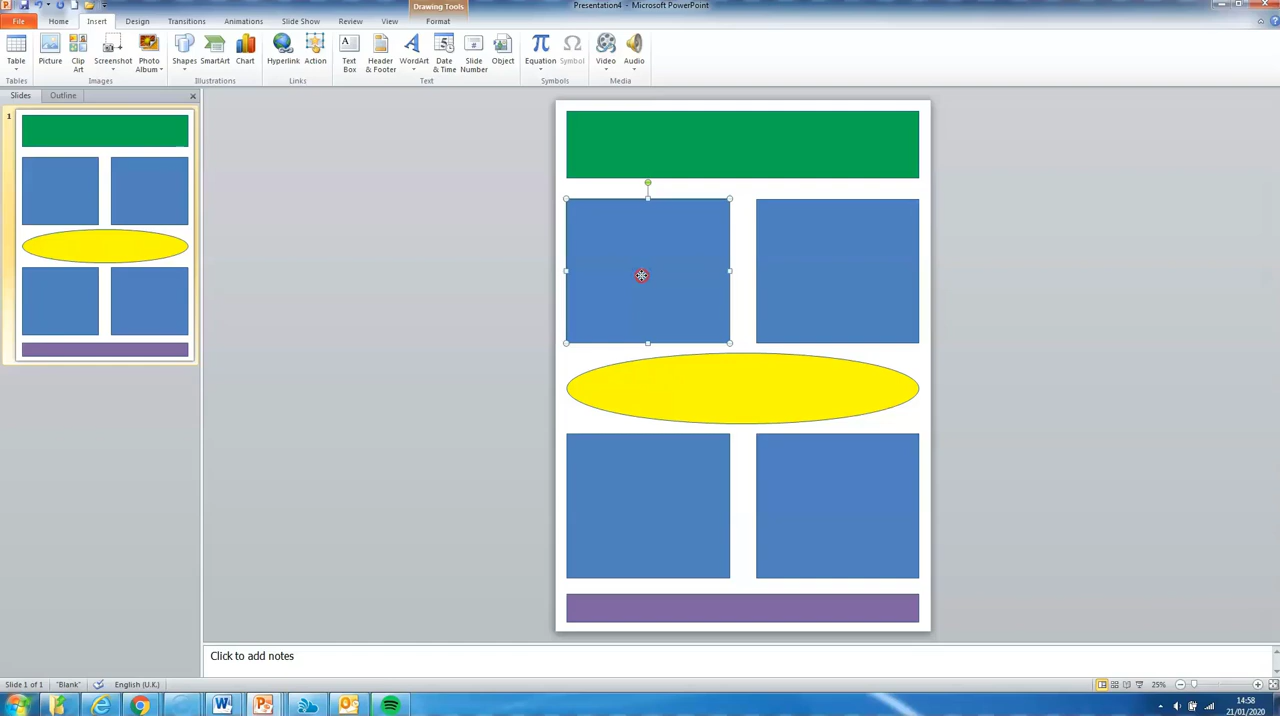 Drawing Tools
Presentation4 - Microsoft PowerPoint
File Home Insert Design Transitions Animations Slide Show Review View Format
Table Picture Clip Art Screenshot Photo Album Shapes SmartArt Chart Hyperlink Action Text Box Header & Footer WordArt Date & Time Slide Number Object Equation Symbol Video Audio
Tables Images Illustrations Links Text Symbols Media
Slides Outline
1
Click to add notes
Slide 1 of 1 "Blank" English (U.K.) 25%
14:58
21/01/2020